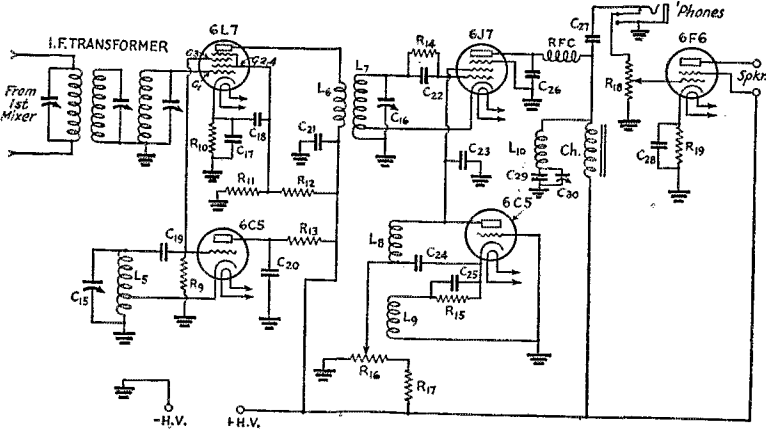 I.F. TRANSFORMER
From
1st
Mixer
6L7
G3
G2,4
G1
R10
C17
C18
R11
R12
C21
L6
L7
R14
C22
C16
6J7
RFC
C26
C27
'Phones
R18
6F6
Spkr.
C28
R19
L10
Ch.
C29
C30
C23
6C5
L8
C24
C25
R15
L9
R16
R17
6C5
C19
R13
C20
L5
C15
R9
-H.V.
+H.V.